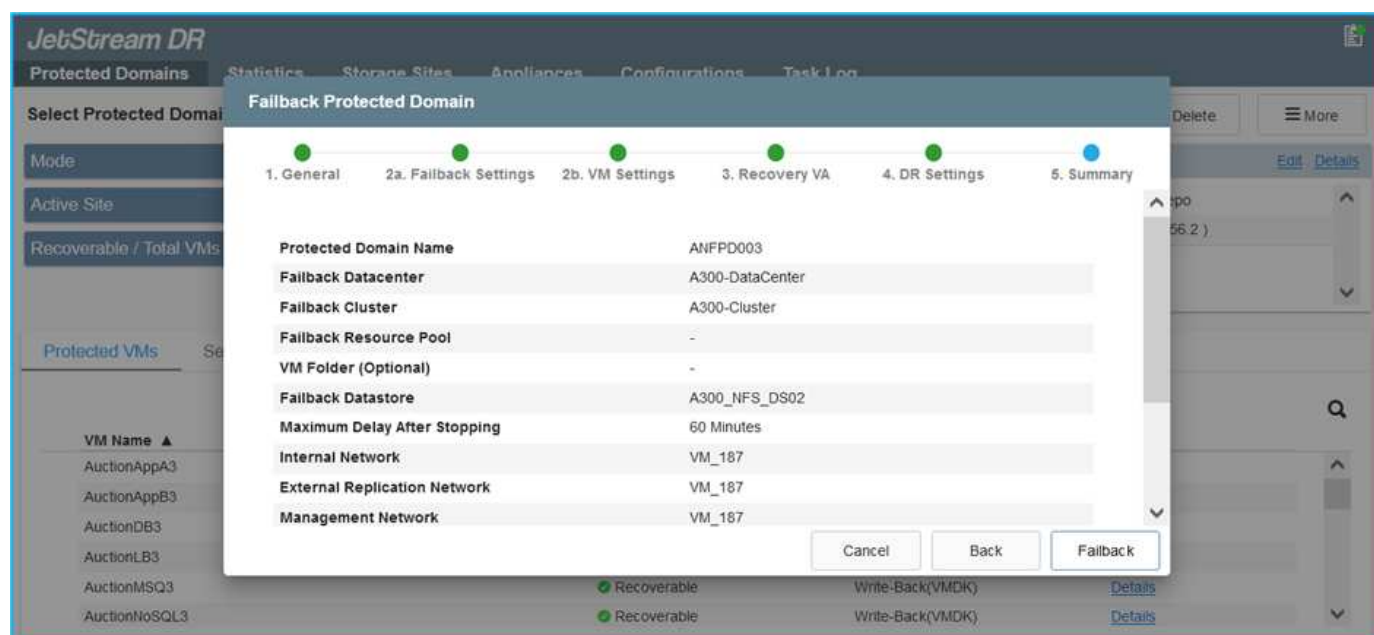 JetStream DR
Protected Domains Statistics Storage Sites Appliances Configurations Task Log
Select Protected Domai Delete More
Mode Edit Details
Active Site po
Recoverable / Total VMs 56.2 )
Failback Protected Domain
1. General 2a. Failback Settings 2b. VM Settings 3. Recovery VA 4. DR Settings 5. Summary
Protected Domain Name ANFPD003
Failback Datacenter A300-DataCenter
Failback Cluster A300-Cluster
Failback Resource Pool -
VM Folder (Optional) -
Failback Datastore A300_NFS_DS02
Maximum Delay After Stopping 60 Minutes
Internal Network VM_187
External Replication Network VM_187
Management Network VM_187
Cancel Back Failback
Protected VMs Se
VM Name ▲
AuctionAppA3
AuctionAppB3
AuctionDB3
AuctionLB3
AuctionMSQ3 Recoverable Write-Back(VMDK) Details
AuctionNoSQL3 Recoverable Write-Back(VMDK) Details